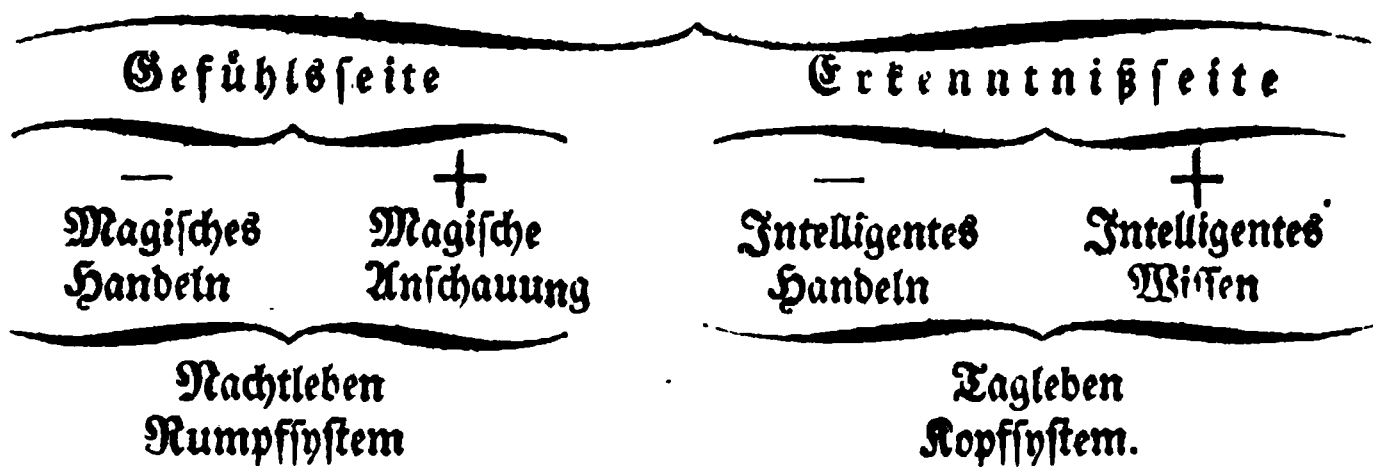 Gefühlsseite Erkenntnißseite
— + — +
Magisches Magische Intelligentes Intelligentes
Handeln Anschauung Handeln Wissen
Nachtleben Tagleben
Rumpfsystem Kopfsystem.